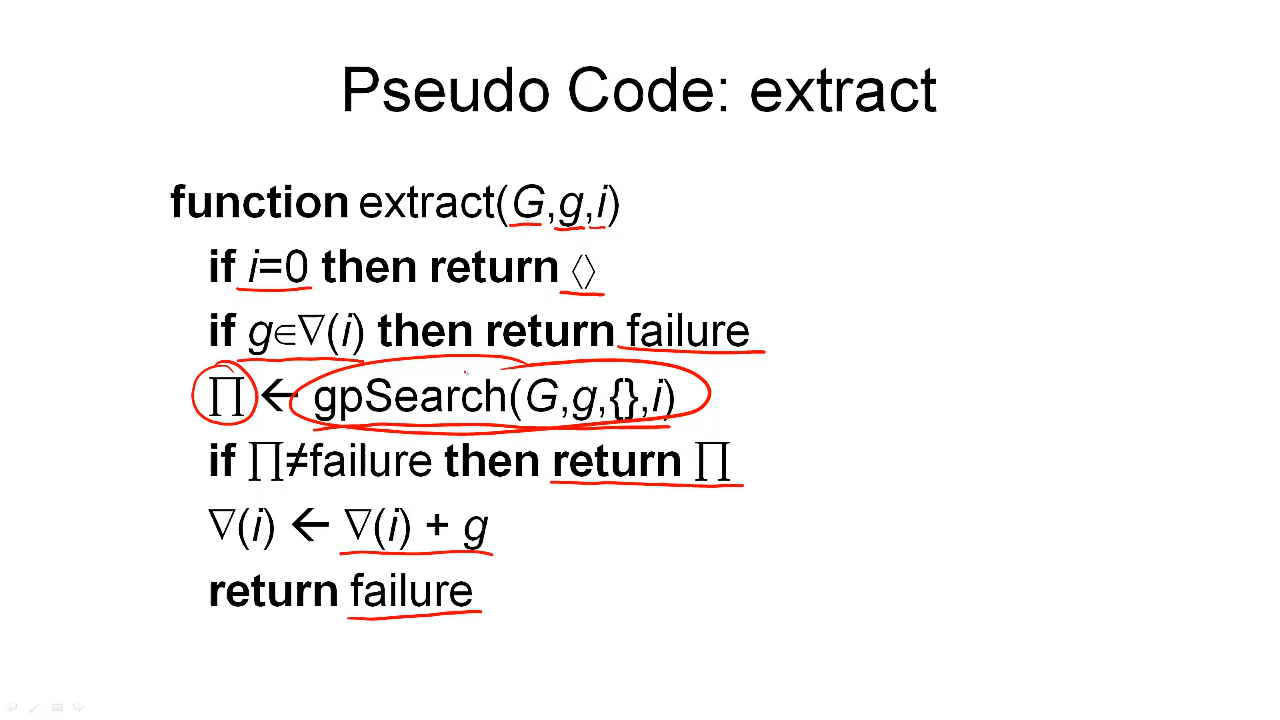 Pseudo Code: extract
function extract(G,g,i)
if i=0 then return 〈〉
if g∈∇(i) then return failure
∏ ← gpSearch(G,g,{},i)
if ∏≠failure then return ∏
∇(i) ← ∇(i) + g
return failure